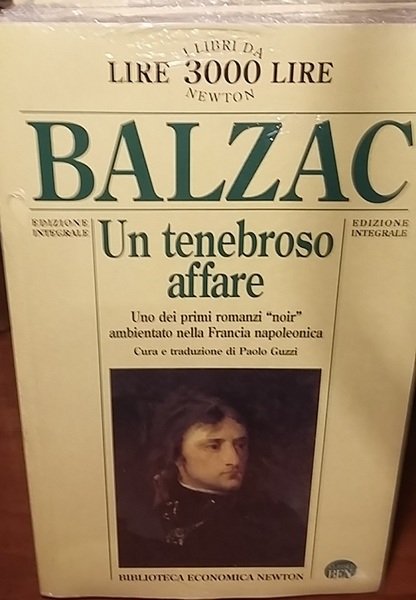 I LIBRI DA
LIRE 3000 LIRE
NEWTON
BALZAC
EDIZIONE
INTEGRALE
EDIZIONE
INTEGRALE
Un tenebroso
affare
Uno dei primi romanzi "noir"
ambientato nella Francia napoleonica
Cura e traduzione di Paolo Guzzi
BIBLIOTECA ECONOMICA NEWTON
BEN